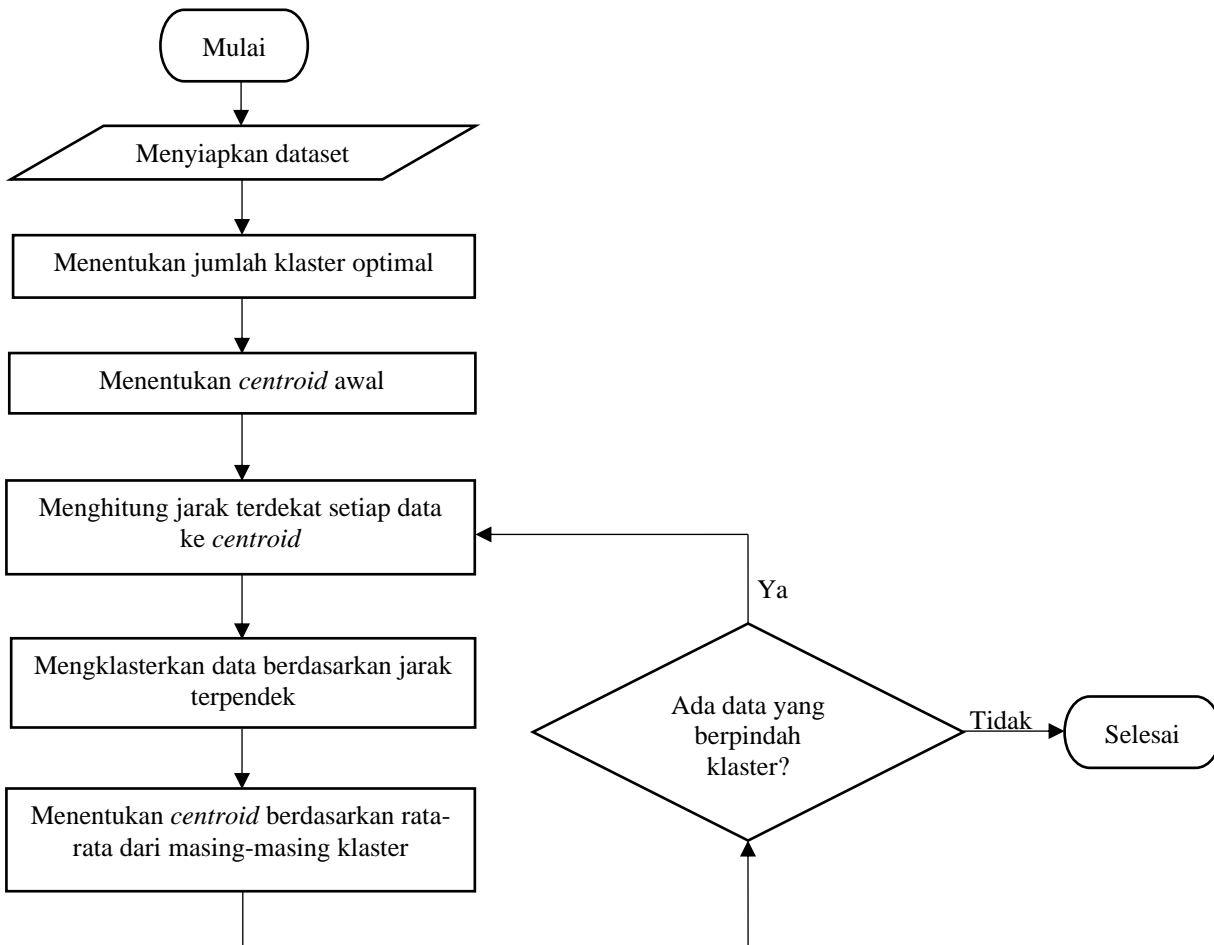 Mulai
Menyiapkan dataset
Menentukan jumlah klaster optimal
Menentukan centroid awal
Menghitung jarak terdekat setiap data
ke centroid
Mengklasterkan data berdasarkan jarak
terpendek
Menentukan centroid berdasarkan rata-
rata dari masing-masing klaster
Ya
Ada data yang
berpindah
klaster?
Tidak
Selesai